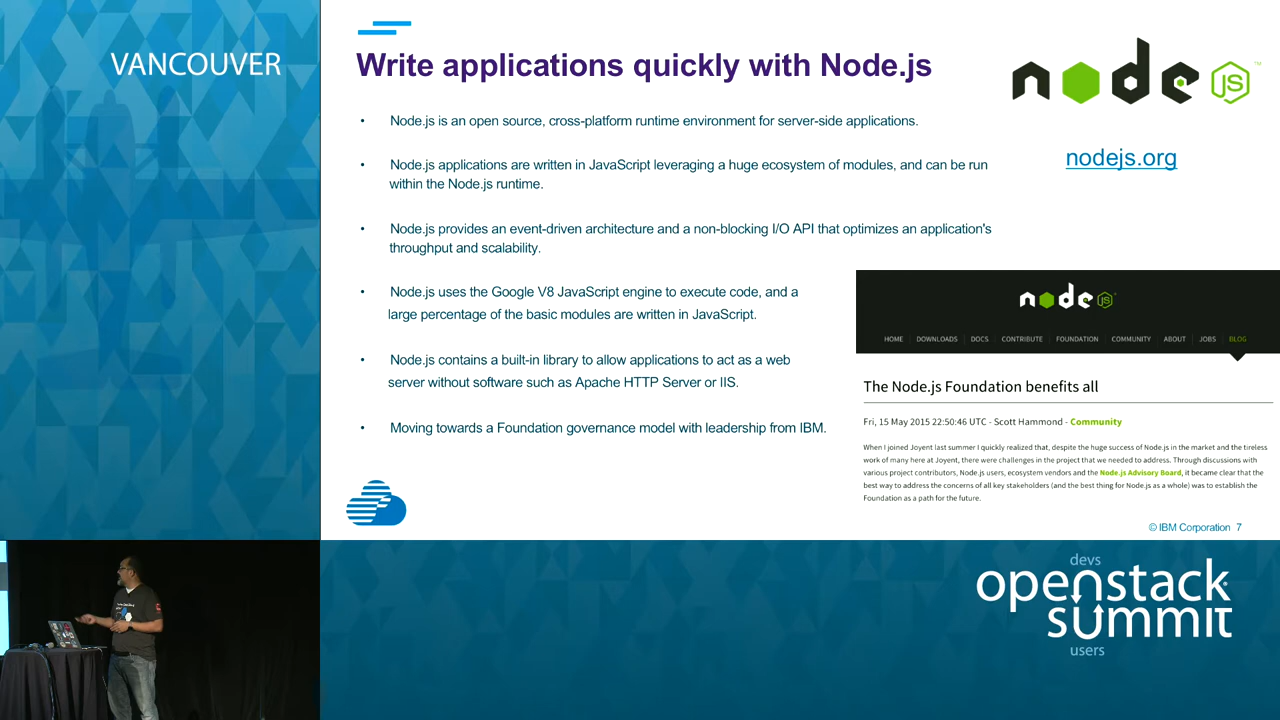 VANCOUVER
Write applications quickly with Node.js
• Node.js is an open source, cross-platform runtime environment for server-side applications.
• Node.js applications are written in JavaScript leveraging a huge ecosystem of modules, and can be run
within the Node.js runtime.
• Node.js provides an event-driven architecture and a non-blocking I/O API that optimizes an application's
throughput and scalability.
• Node.js uses the Google V8 JavaScript engine to execute code, and a
large percentage of the basic modules are written in JavaScript.
• Node.js contains a built-in library to allow applications to act as a web
server without software such as Apache HTTP Server or IIS.
• Moving towards a Foundation governance model with leadership from IBM.
node JS ™
nodejs.org
node JS
HOME DOWNLOADS DOCS CONTRIBUTE FOUNDATION COMMUNITY ABOUT JOBS BLOG
The Node.js Foundation benefits all
Fri, 15 May 2015 22:50:46 UTC - Scott Hammond - Community
When I joined Joyent last summer I quickly realized that, despite the huge success of Node.js in the market and the tireless
work of many here at Joyent, there were challenges in the project that we needed to address. Through discussions with
various project contributors, Node.js users, ecosystem vendors and the Node.js Advisory Board, it became clear that the
best way to address the concerns of all key stakeholders (and the best thing for Node.js as a whole) was to establish the
Foundation as a path for the future.
© IBM Corporation 7
devs
openstack
summit
users